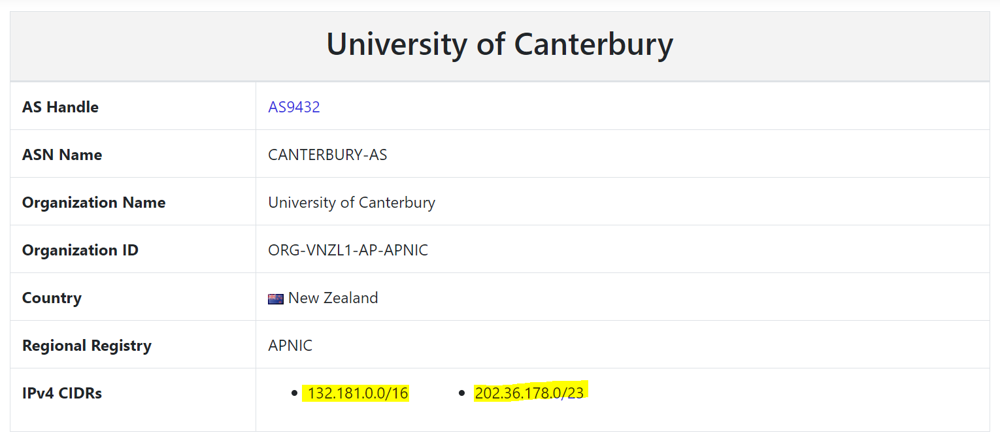 University of Canterbury
AS Handle AS9432
ASN Name CANTERBURY-AS
Organization Name University of Canterbury
Organization ID ORG-VNZL1-AP-APNIC
Country New Zealand
Regional Registry APNIC
IPv4 CIDRs • 132.181.0.0/16 • 202.36.178.0/23